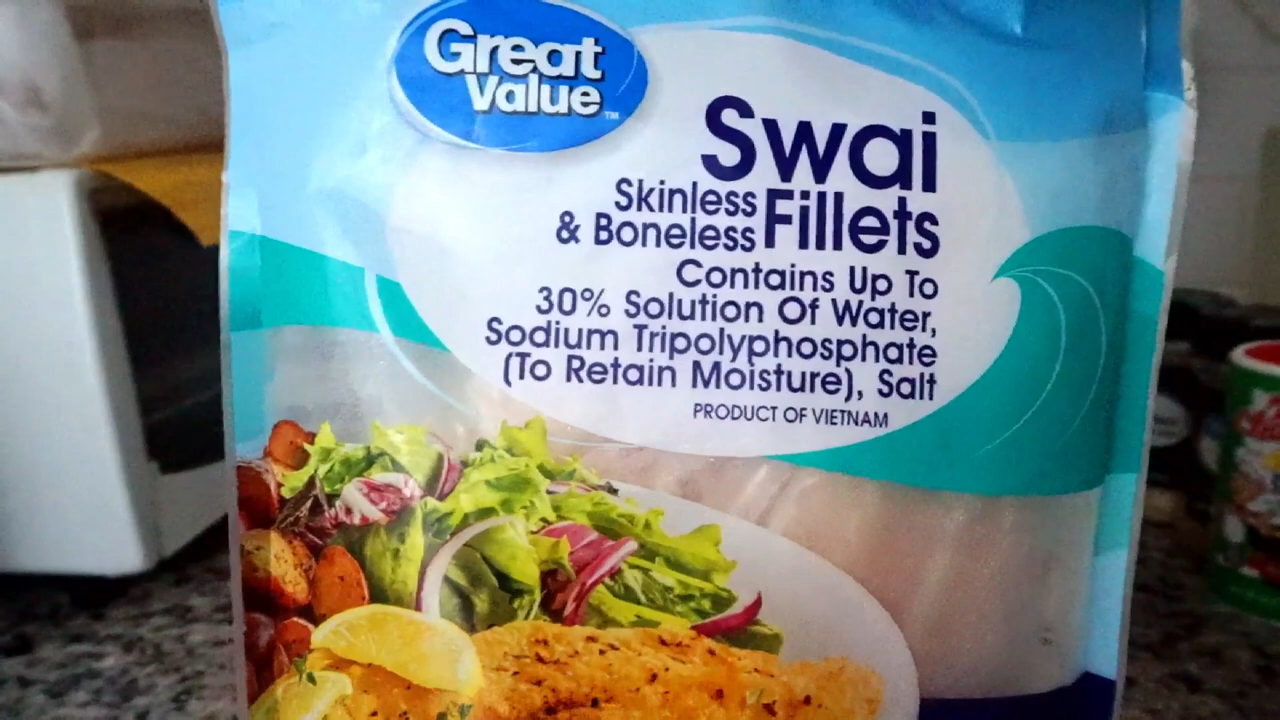 Great
Value™
Swai
Skinless
& Boneless
Fillets
Contains Up To
30% Solution Of Water,
Sodium Tripolyphosphate
(To Retain Moisture), Salt
PRODUCT OF VIETNAM